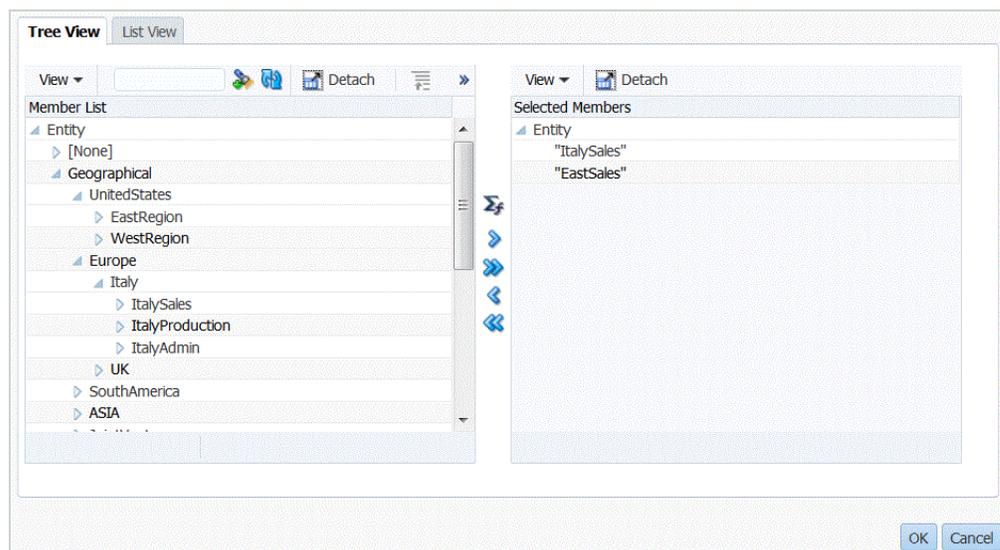 Tree View List View
View Detach »
View Detach
Member List
Selected Members
Entity
[None]
Geographical
UnitedStates
EastRegion
WestRegion
Europe
Italy
ItalySales
ItalyProduction
ItalyAdmin
UK
SouthAmerica
ASIA
Entity
"ItalySales"
"EastSales"
OK Cancel